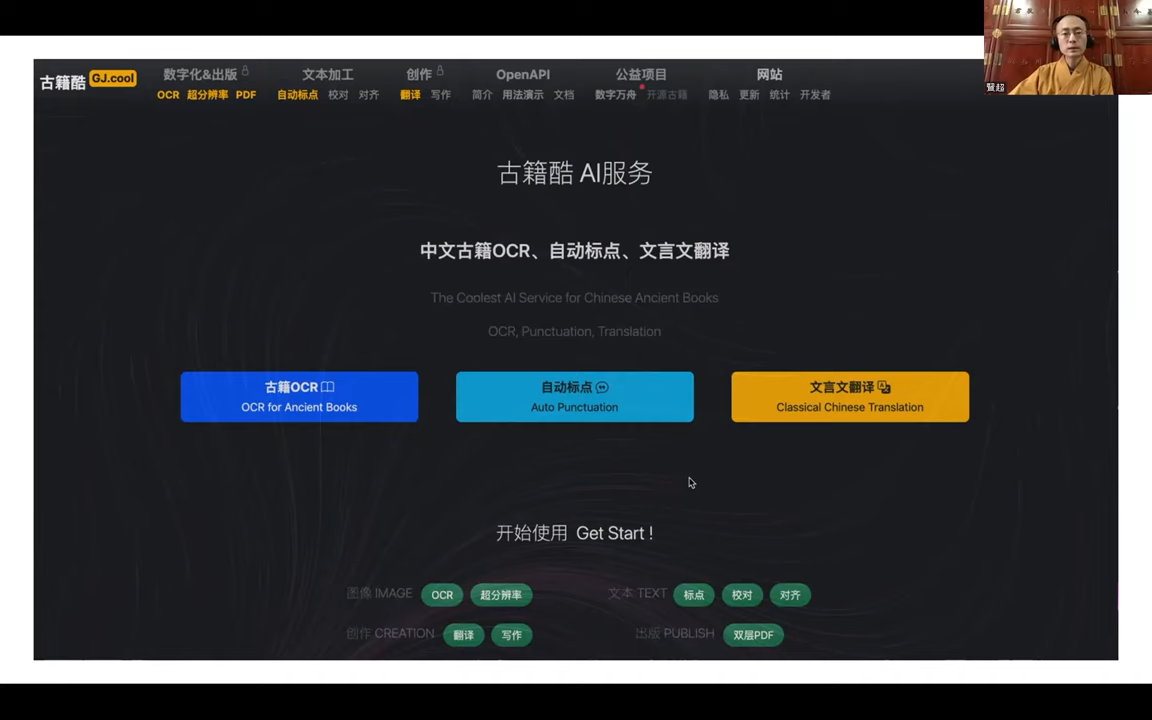 古籍酷 GJ.cool
数字化&出版 文本加工 创作 OpenAPI 公益项目 网站
OCR 超分辨率 PDF 自动标点 校对 对齐 翻译 写作 简介 用法演示 文档 数字万舟 开源古籍 隐私 更新 统计 开发者
賢超
古籍酷 AI服务
中文古籍OCR、自动标点、文言文翻译
The Coolest AI Service for Chinese Ancient Books
OCR, Punctuation, Translation
古籍OCR 自动标点 文言文翻译
OCR for Ancient Books Auto Punctuation Classical Chinese Translation
开始使用 Get Start !
图像 IMAGE OCR 超分辨率 文本 TEXT 标点 校对 对齐
创作 CREATION 翻译 写作 出版 PUBLISH 双层PDF